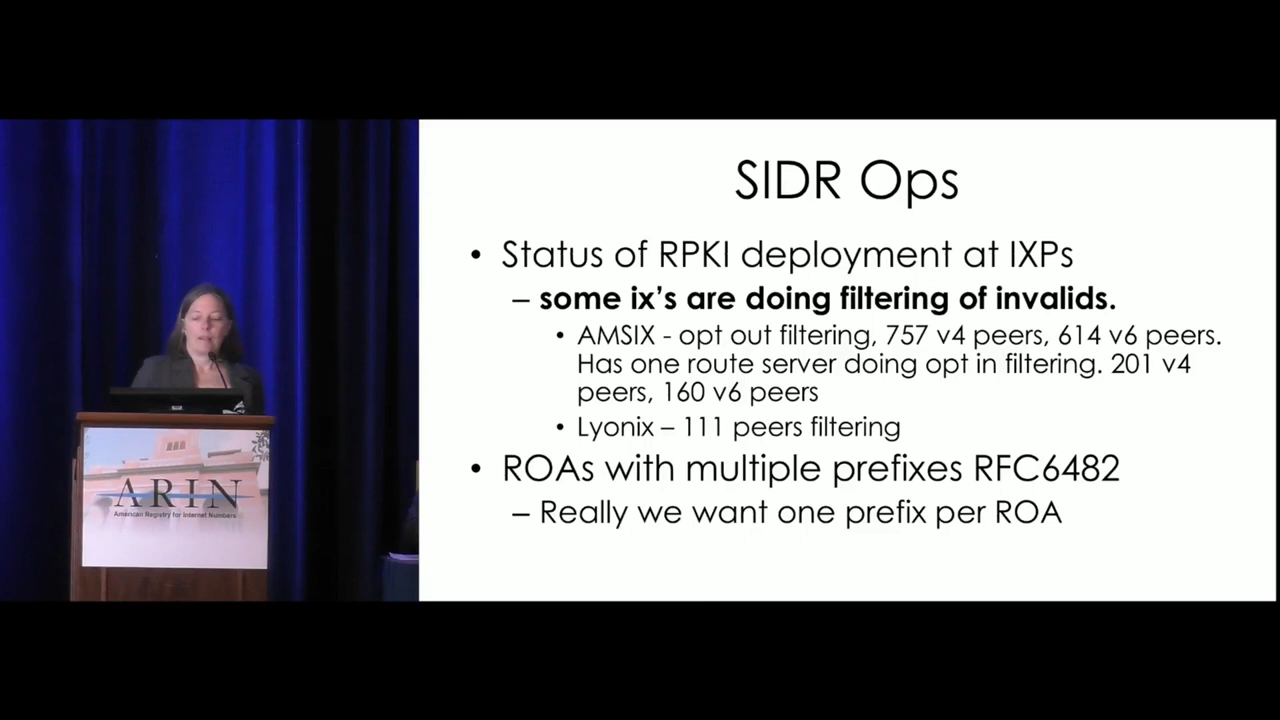 SIDR Ops
• Status of RPKI deployment at IXPs
– some ix's are doing filtering of invalids.
• AMSIX - opt out filtering, 757 v4 peers, 614 v6 peers.
Has one route server doing opt in filtering. 201 v4
peers, 160 v6 peers
• Lyonix – 111 peers filtering
• ROAs with multiple prefixes RFC6482
– Really we want one prefix per ROA
ARIN
American Registry for Internet Numbers